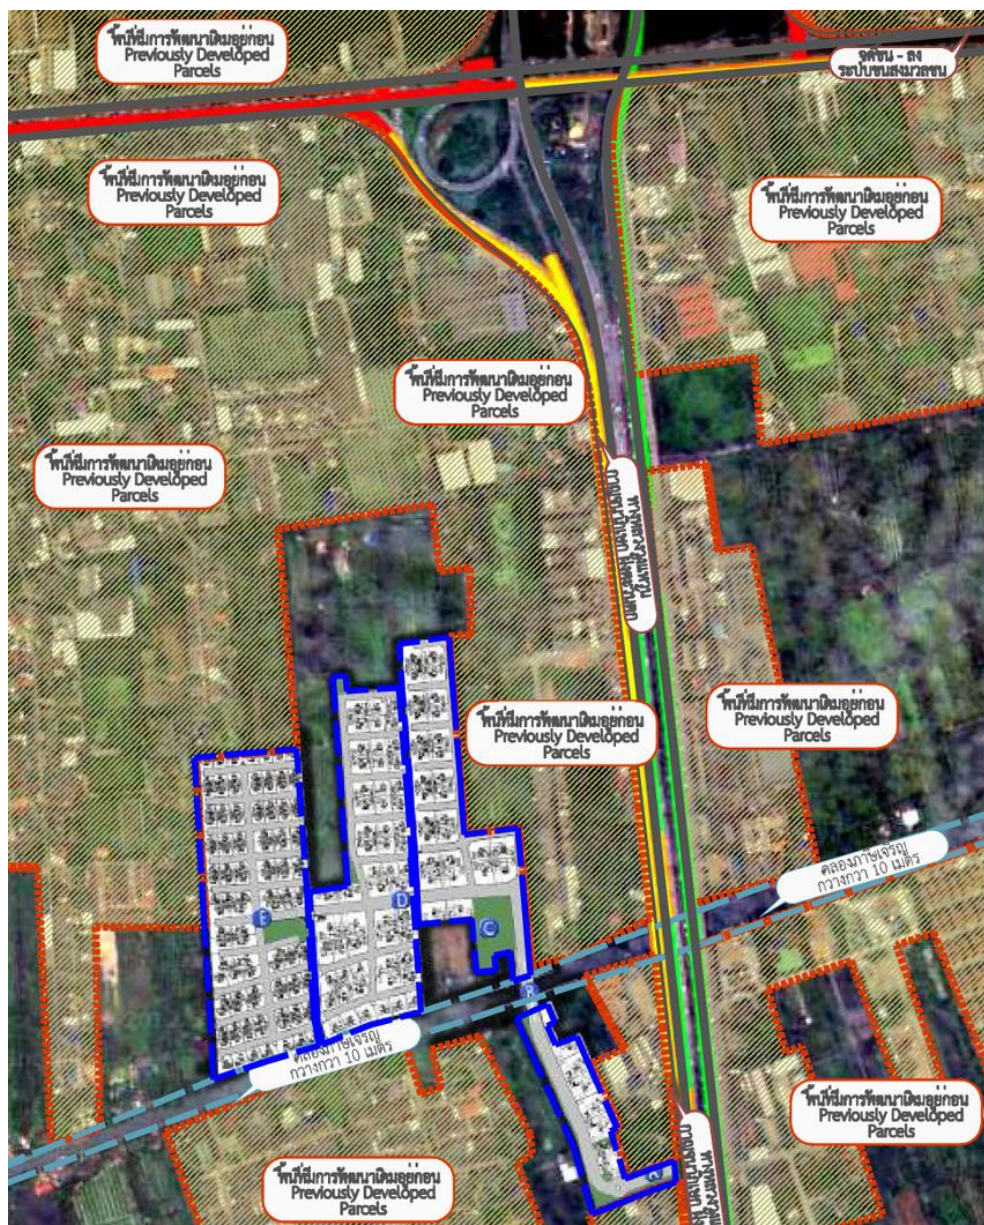 พื้นที่มีการพัฒนาเดิมอยู่ก่อน
Previously Developed
Parcels
จุดขึ้น - ลง
ระบบขนส่งมวลชน
พื้นที่มีการพัฒนาเดิมอยู่ก่อน
Previously Developed
Parcels
พื้นที่มีการพัฒนาเดิมอยู่ก่อน
Previously Developed
Parcels
พื้นที่มีการพัฒนาเดิมอยู่ก่อน
Previously Developed
Parcels
พื้นที่มีการพัฒนาเดิมอยู่ก่อน
Previously Developed
Parcels
พื้นที่มีการพัฒนาเดิมอยู่ก่อน
Previously Developed
Parcels
พื้นที่มีการพัฒนาเดิมอยู่ก่อน
Previously Developed
Parcels
คลองภาษีเจริญ
กว้างกว่า 10 เมตร
E
D
C
คลองภาษีเจริญ
กว้างกว่า 10 เมตร
พื้นที่มีการพัฒนาเดิมอยู่ก่อน
Previously Developed
Parcels
พื้นที่มีการพัฒนาเดิมอยู่ก่อน
Previously Developed
Parcels